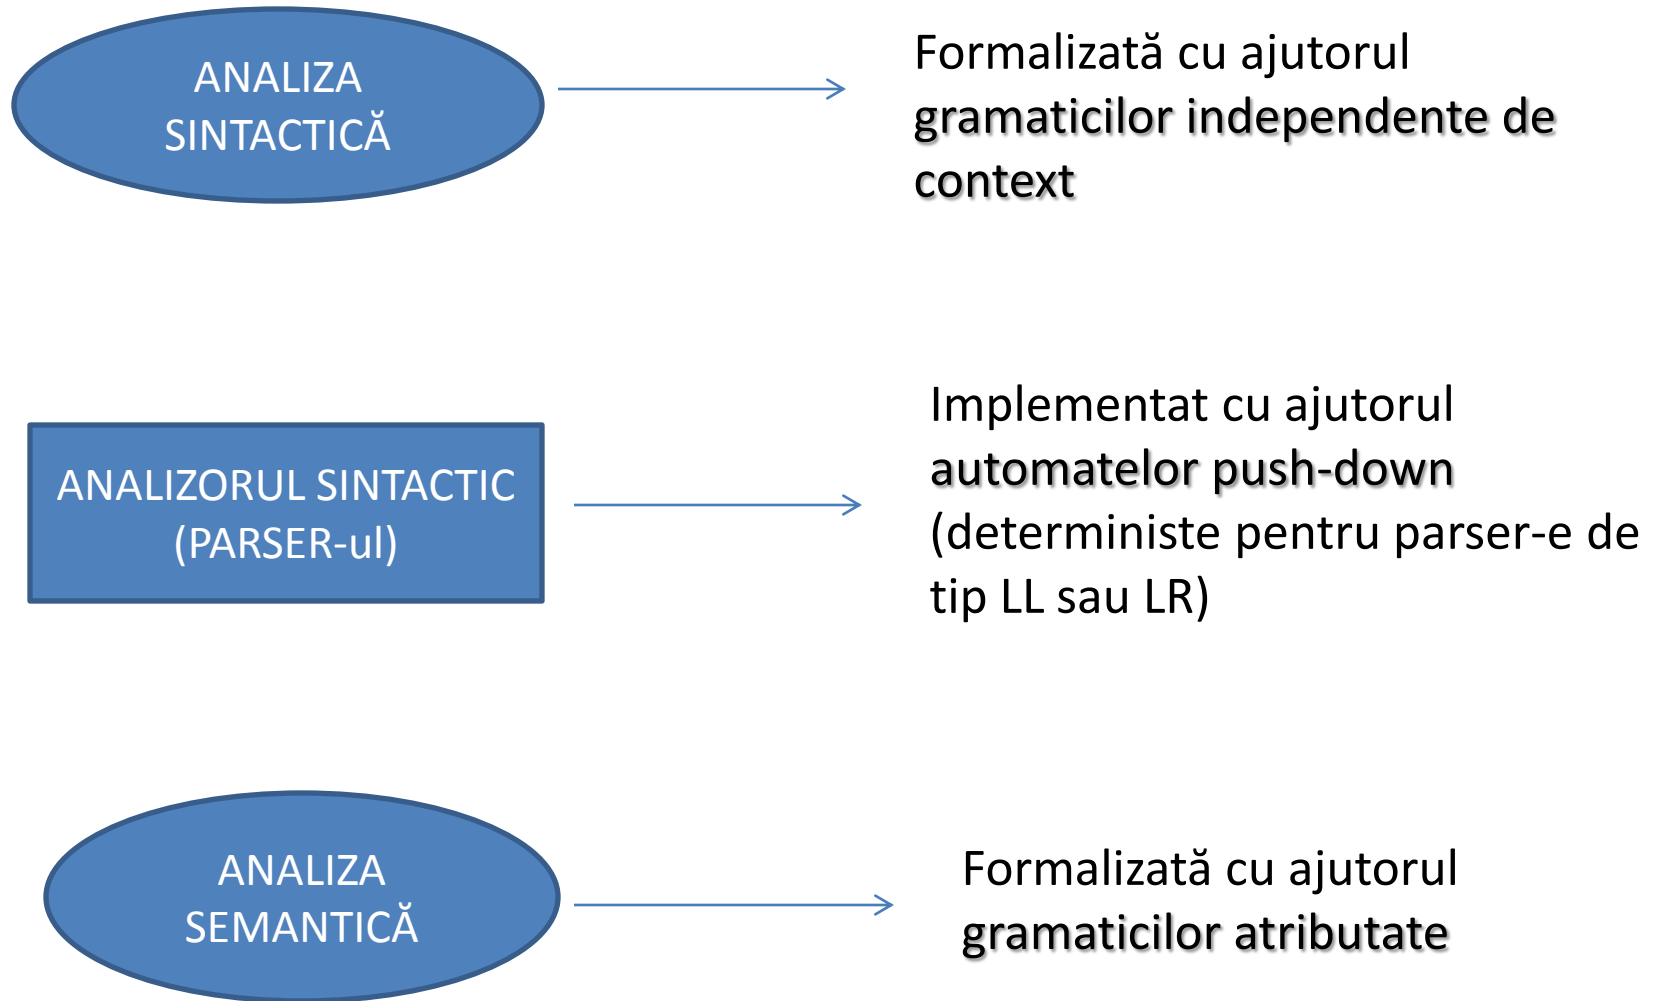 ANALIZA
SINTACTICĂ
Formalizată cu ajutorul
gramaticilor independente de
context
ANALIZORUL SINTACTIC
(PARSER-ul)
Implementat cu ajutorul
automatelor push-down
(deterministe pentru parser-e de
tip LL sau LR)
ANALIZA
SEMANTICĂ
Formalizată cu ajutorul
gramaticilor atributate